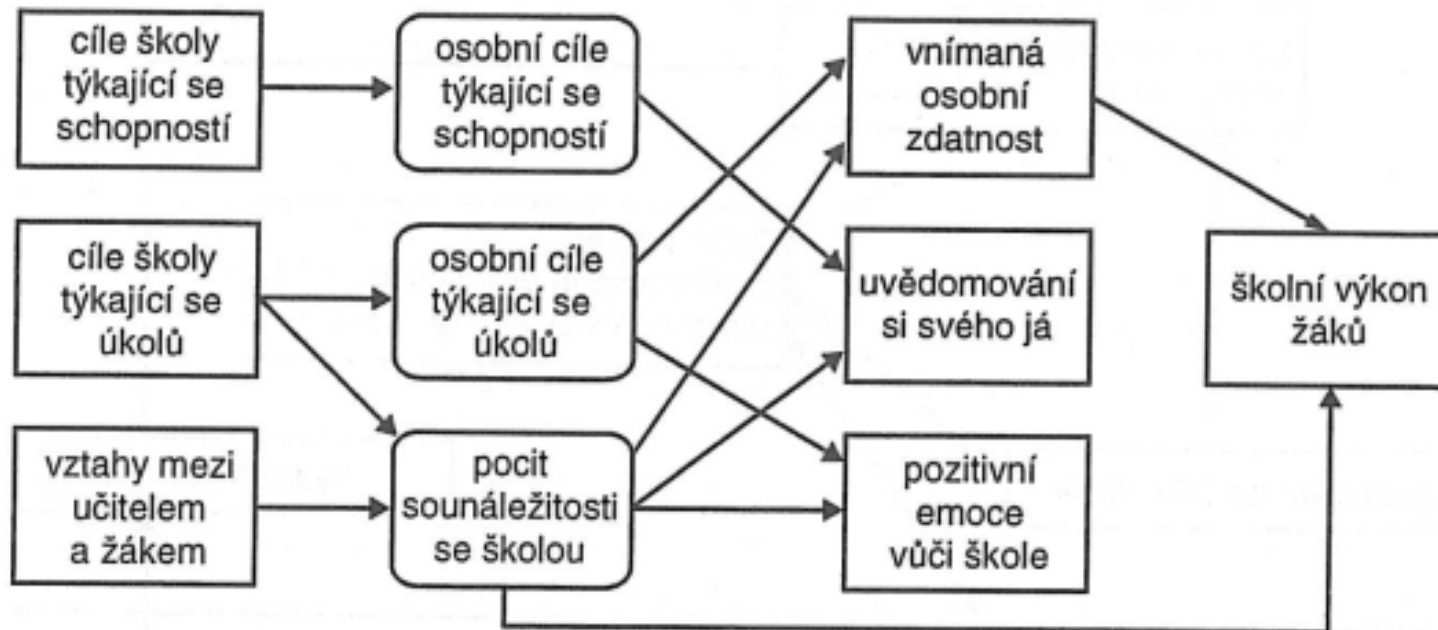 cíle školy
týkající se
schopností
osobní cíle
týkající se
schopností
vnímaná
osobní
zdatnost
cíle školy
týkající se
úkolů
osobní cíle
týkající se
úkolů
uvědomování
si svého já
školní výkon
žáků
vztahy mezi
učitelem
a žákem
pocit
sounáležitosti
se školou
pozitivní
emoce
vůči škole